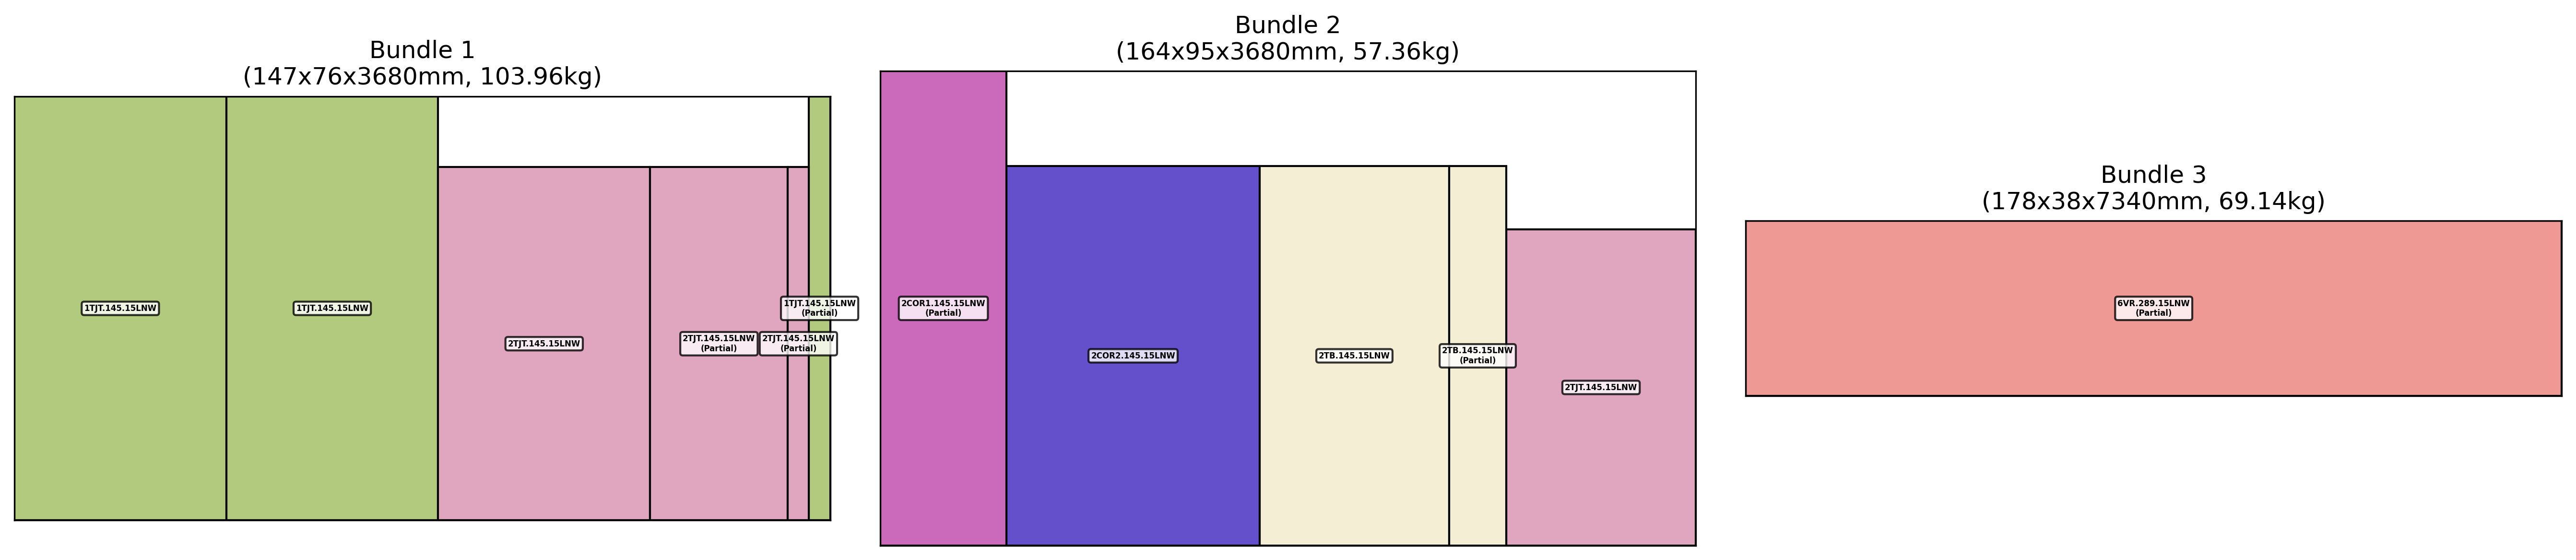 Bundle 1
(147x76x3680mm, 103.96kg)
1TJT.145.15LNW
1TJT.145.15LNW
2TJT.145.15LNW
2TJT.145.15LNW
(Partial)
2TJT.145.15LNW
(Partial)
1TJT.145.15LNW
(Partial)
Bundle 2
(164x95x3680mm, 57.36kg)
2COR1.145.15LNW
(Partial)
2COR2.145.15LNW
2TB.145.15LNW
2TB.145.15LNW
(Partial)
2TJT.145.15LNW
Bundle 3
(178x38x7340mm, 69.14kg)
6VR.289.15LNW
(Partial)